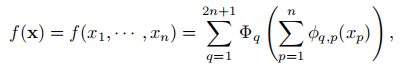 f(𝐱) = f(x₁, ⋯ , xₙ) = ∑_{q=1}^{2n+1} Φ_q ( ∑_{p=1}^{n} ϕ_{q,p}(x_p) ) ,